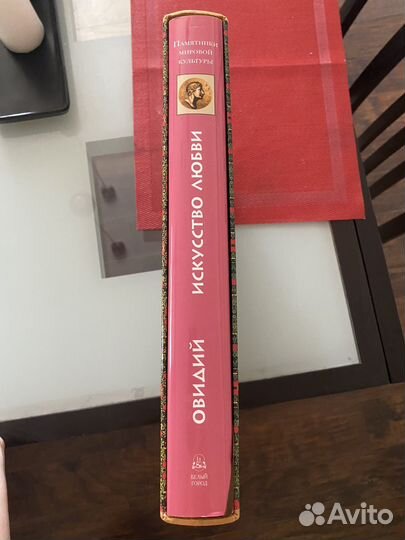 ПАМЯТНИКИ
МИРОВОЙ
КУЛЬТУРЫ
ОВИДИЙ ИСКУССТВО ЛЮБВИ
БЕЛЫЙ
ГОРОД
Avito